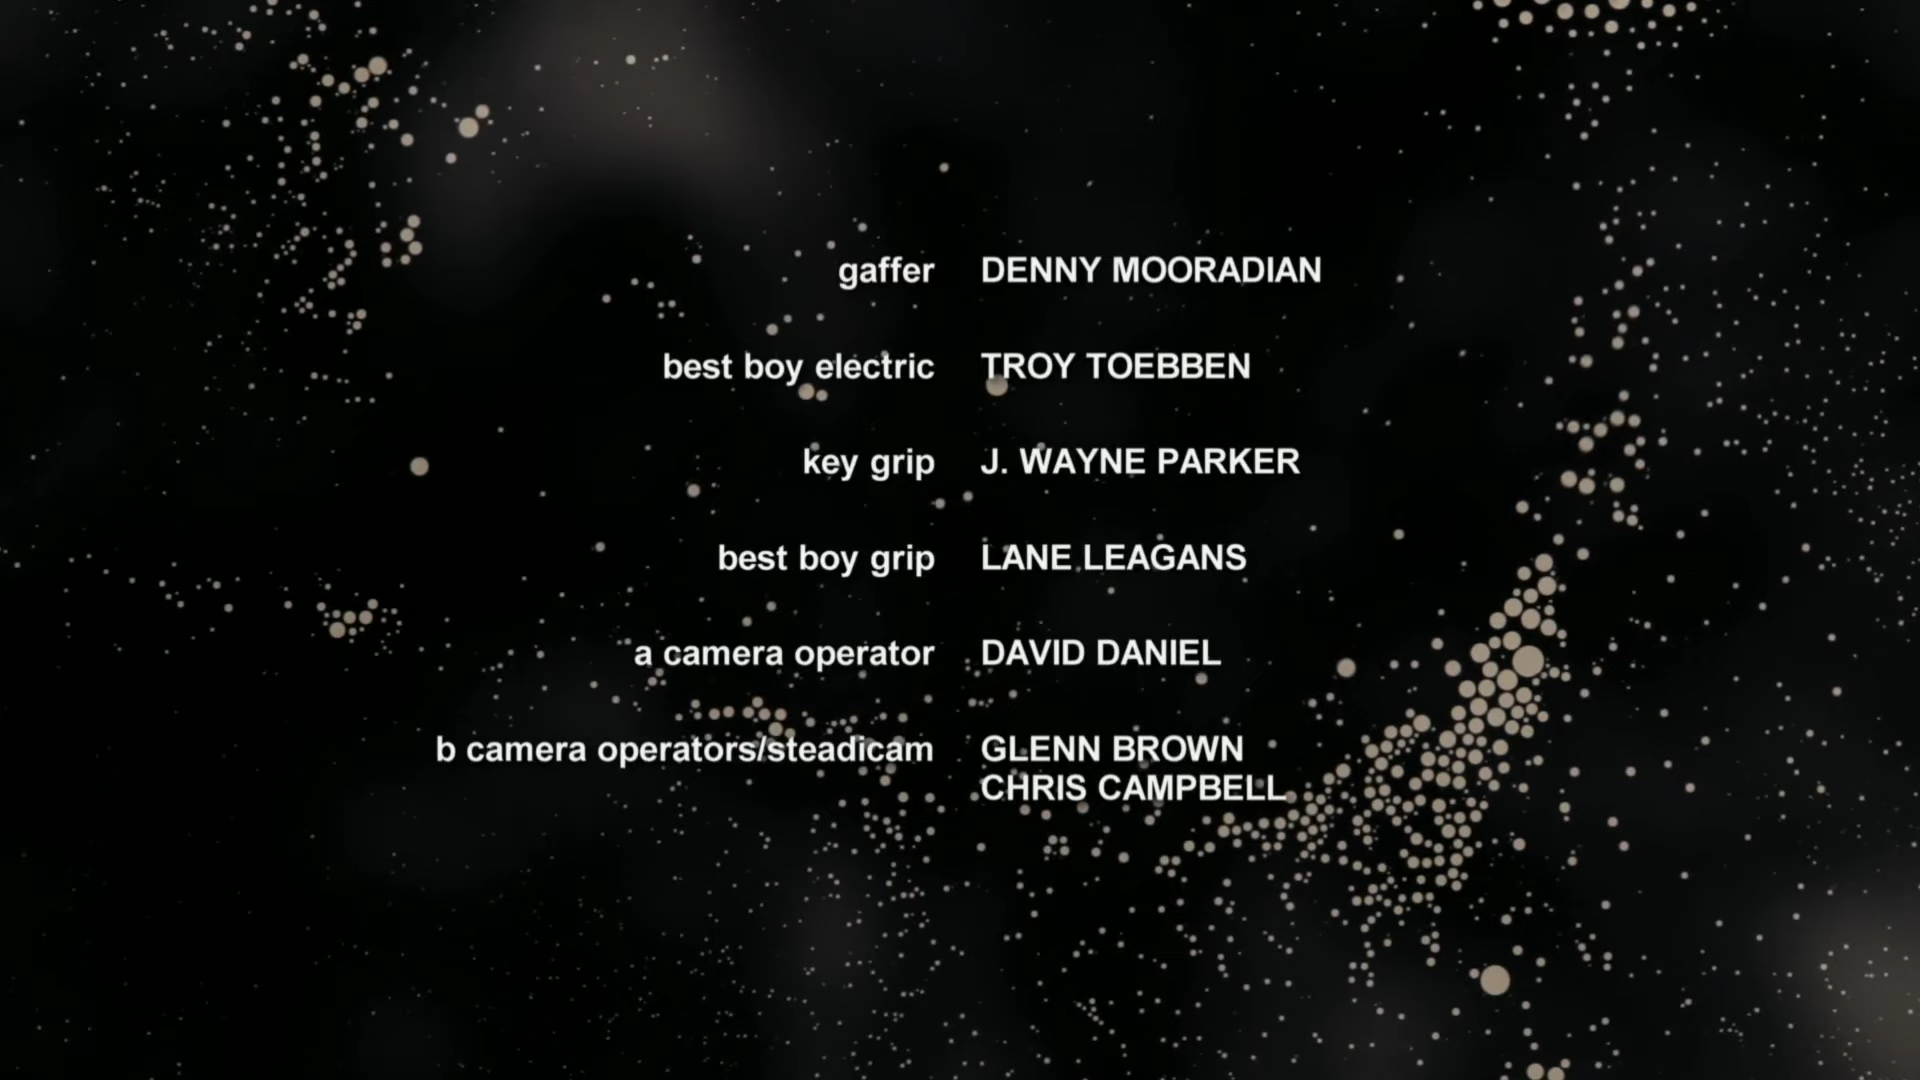 gaffer DENNY MOORADIAN
best boy electric TROY TOEBBEN
key grip J. WAYNE PARKER
best boy grip LANE LEAGANS
a camera operator DAVID DANIEL
b camera operators/steadicam GLENN BROWN
CHRIS CAMPBELL